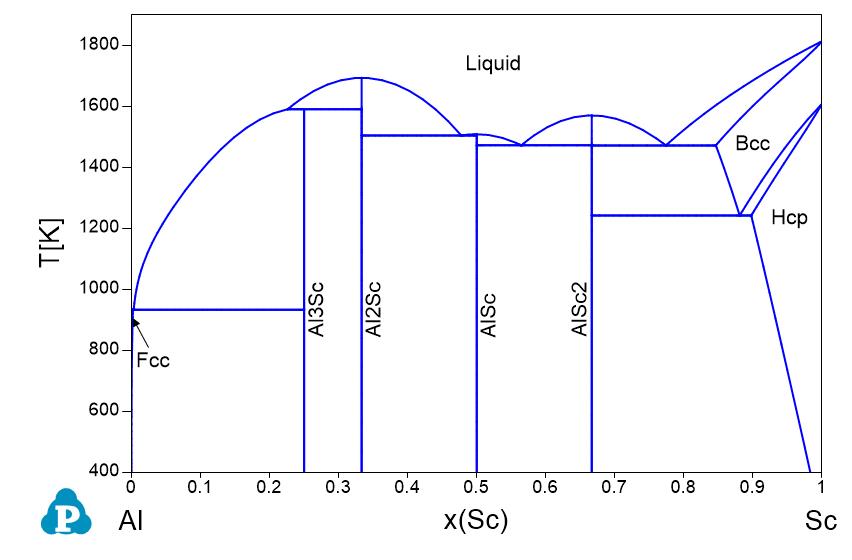 1800
1600
1400
1200
1000
800
600
400
T[K]
Liquid
Bcc
Hcp
Fcc
Al3Sc
Al2Sc
AlSc
AlSc2
0 0.1 0.2 0.3 0.4 0.5 0.6 0.7 0.8 0.9 1
P
Al x(Sc) Sc